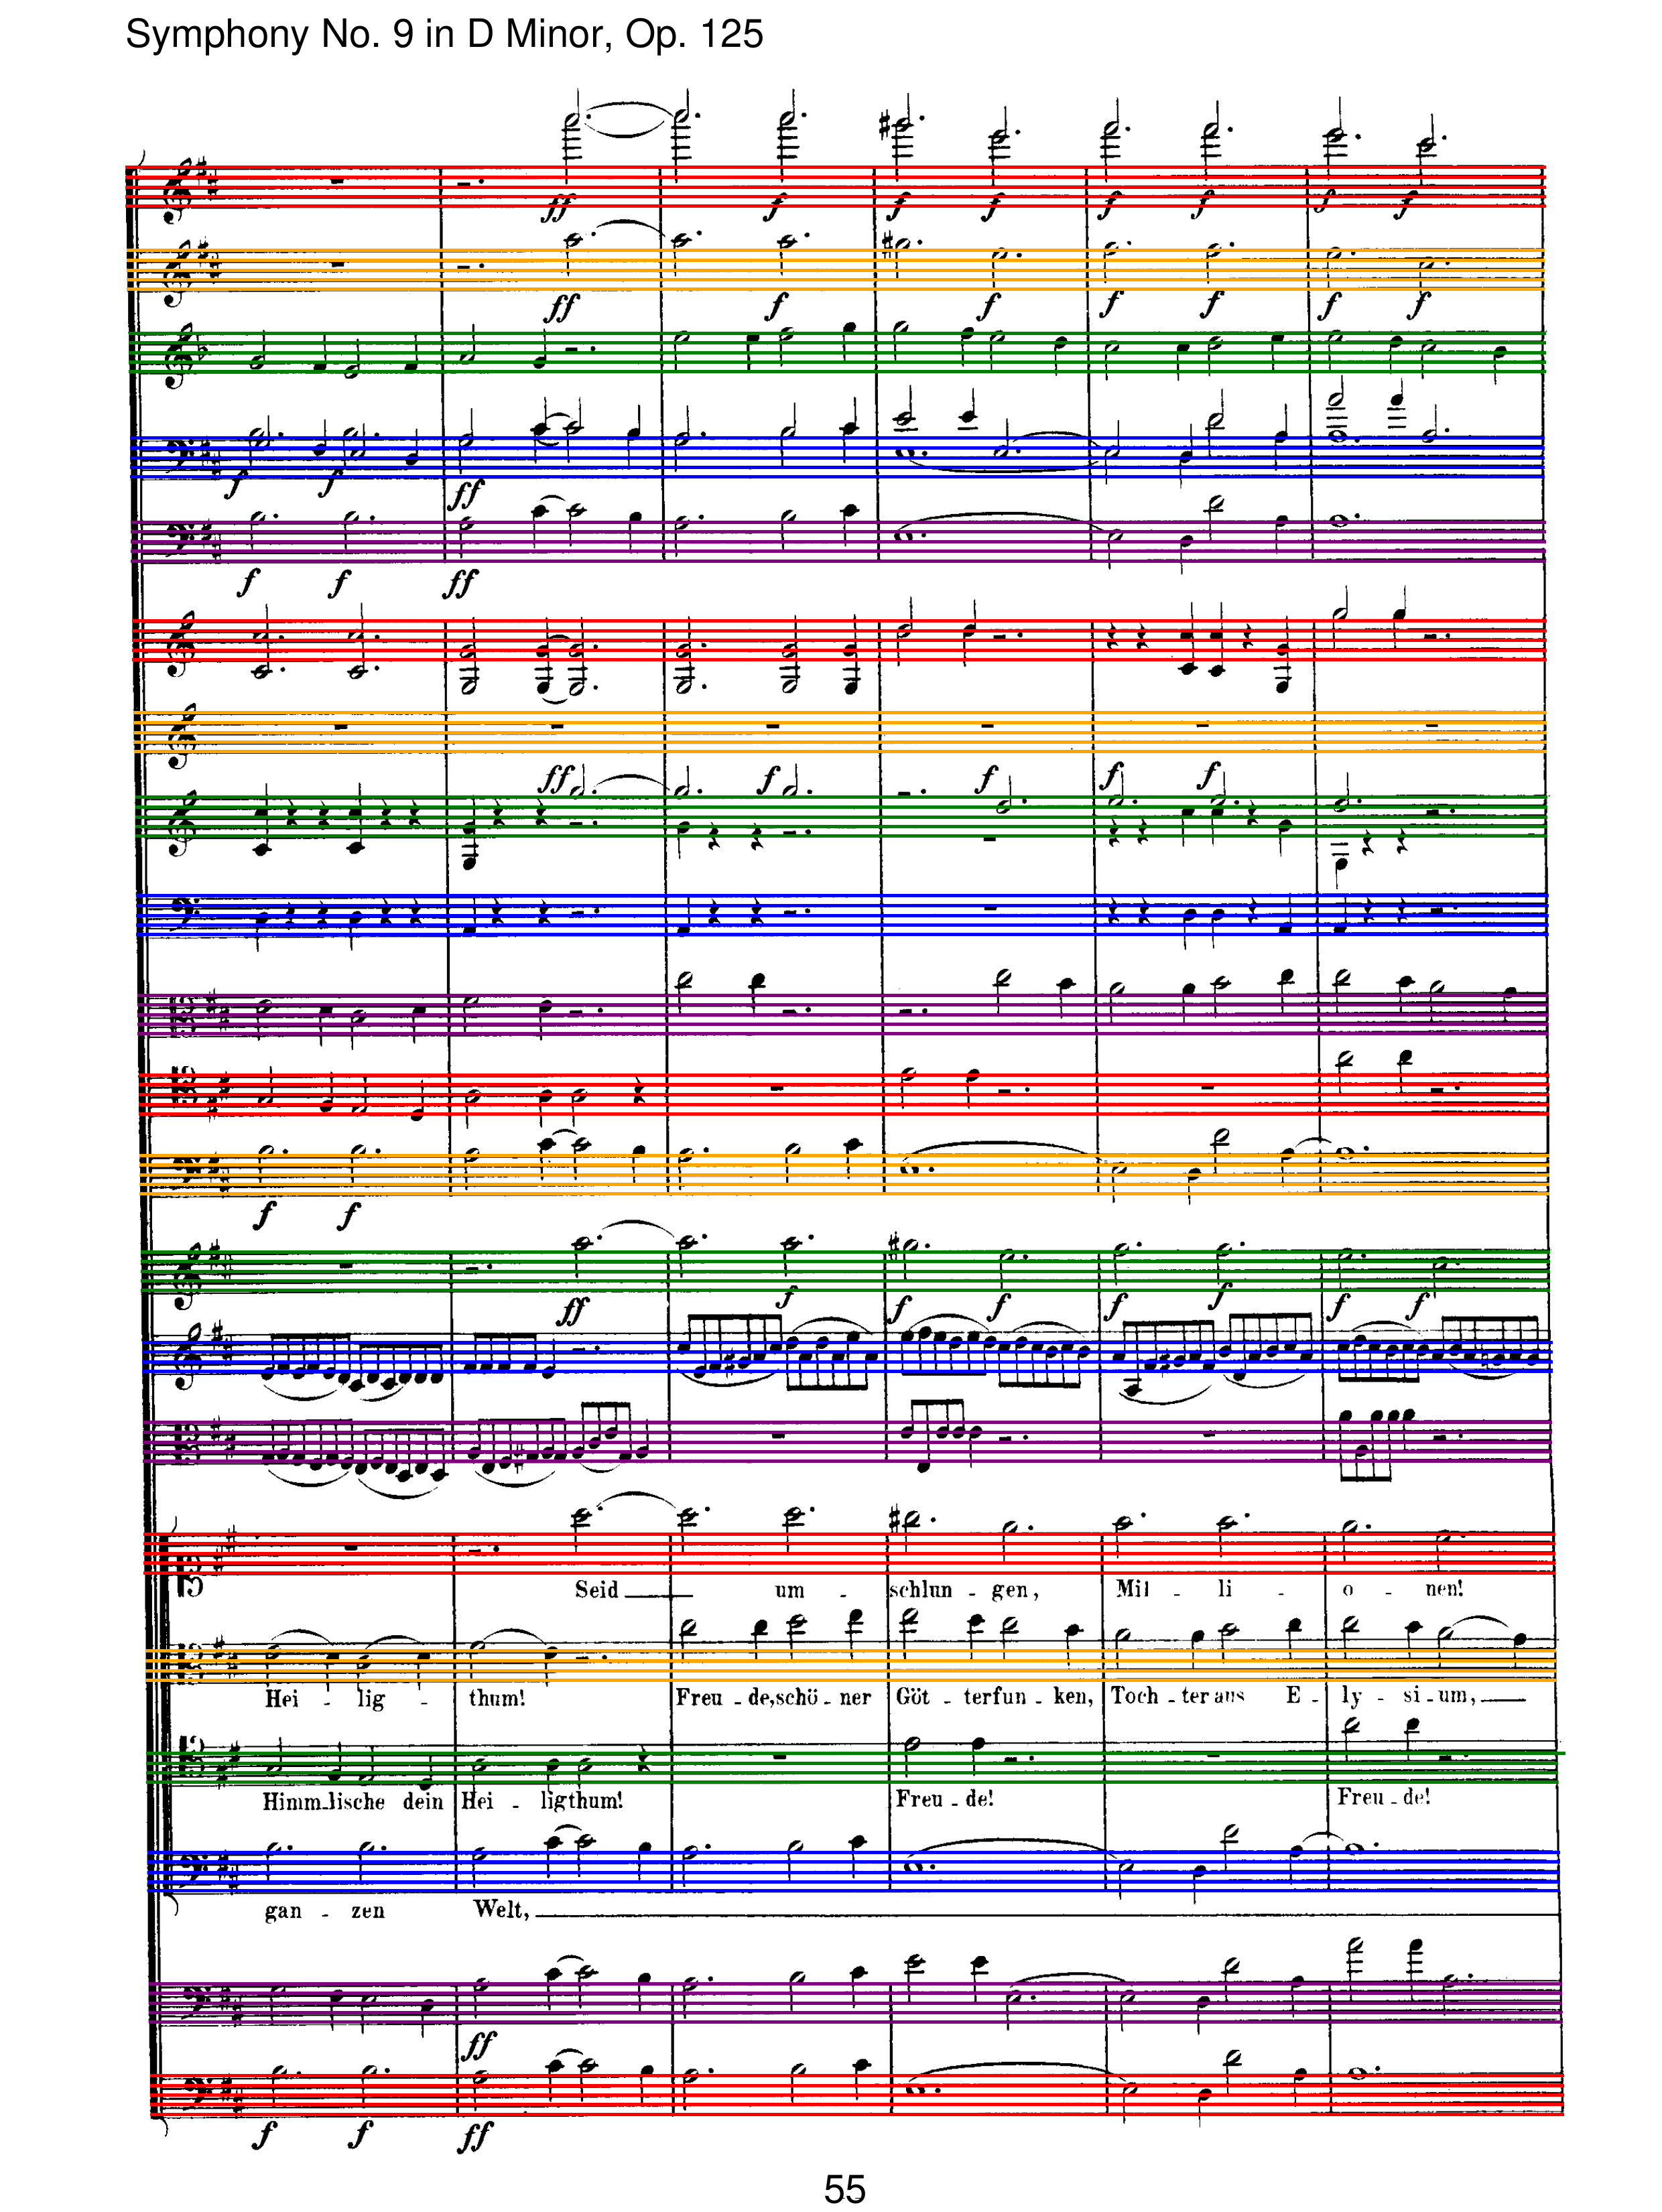 Symphony No. 9 in D Minor, Op. 125
ff f f f f f f f
ff f f f f f
f f ff
f f ff
ff f f f f
f f
ff f f f f f f f
Seid um - schlun - gen, Mil - li - o - nen!
Hei - lig - thum! Freu - de, schö - ner Göt - terfun - ken, Toch - ter aus E - ly - si - um,
Himm - lische dein Hei - ligthum! Freu - de! Freu - de!
gan - zen Welt,
ff
f f ff
55